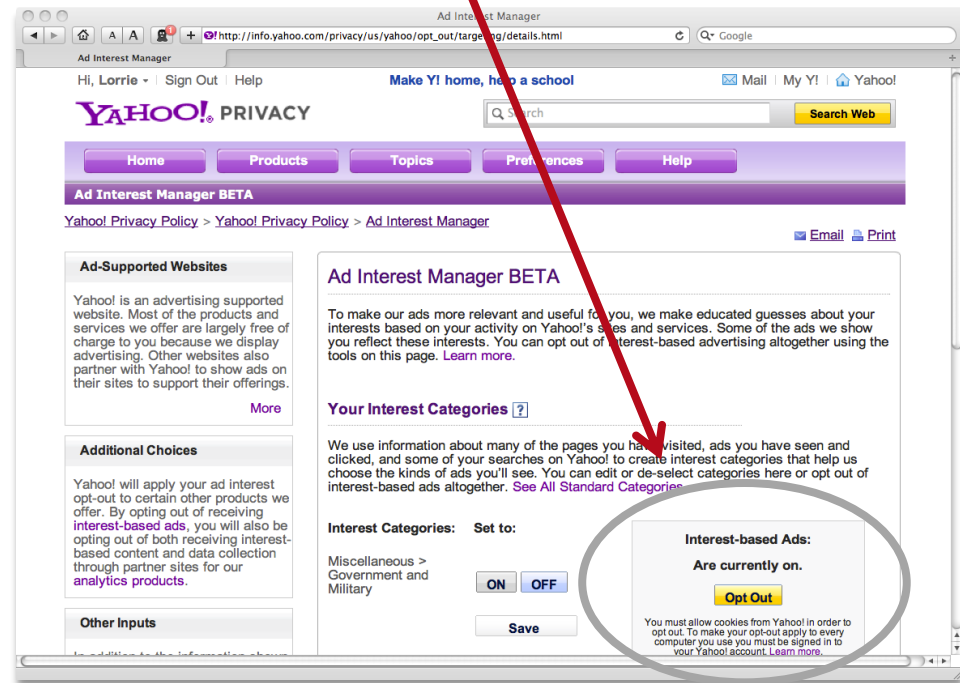 Ad Interest Manager
A A 1 + http://info.yahoo.com/privacy/us/yahoo/opt_out/targeting/details.html Google
Ad Interest Manager +
Hi, Lorrie Sign Out Help Make Y! home, help a school Mail My Y! Yahoo!
YAHOO! PRIVACY Search Search Web
Home Products Topics Preferences Help
Ad Interest Manager BETA
Yahoo! Privacy Policy > Yahoo! Privacy Policy > Ad Interest Manager
Email Print
Ad-Supported Websites
Yahoo! is an advertising supported
website. Most of the products and
services we offer are largely free of
charge to you because we display
advertising. Other websites also
partner with Yahoo! to show ads on
their sites to support their offerings.
More
Additional Choices
Yahoo! will apply your ad interest
opt-out to certain other products we
offer. By opting out of receiving
interest-based ads, you will also be
opting out of both receiving interest-
based content and data collection
through partner sites for our
analytics products.
Other Inputs
In addition to the information shown
Ad Interest Manager BETA
To make our ads more relevant and useful for you, we make educated guesses about your
interests based on your activity on Yahoo!'s sites and services. Some of the ads we show
you reflect these interests. You can opt out of interest-based advertising altogether using the
tools on this page. Learn more.
Your Interest Categories ?
We use information about many of the pages you have visited, ads you have seen and
clicked, and some of your searches on Yahoo! to create interest categories that help us
choose the kinds of ads you'll see. You can edit or de-select categories here or opt out of
interest-based ads altogether. See All Standard Categories
Interest Categories: Set to:
Miscellaneous >
Government and
Military
ON OFF
Save
Interest-based Ads:
Are currently on.
Opt Out
You must allow cookies from Yahoo! in order to
opt out. To make your opt-out apply to every
computer you use you must be signed in to
your Yahoo! account. Learn more.